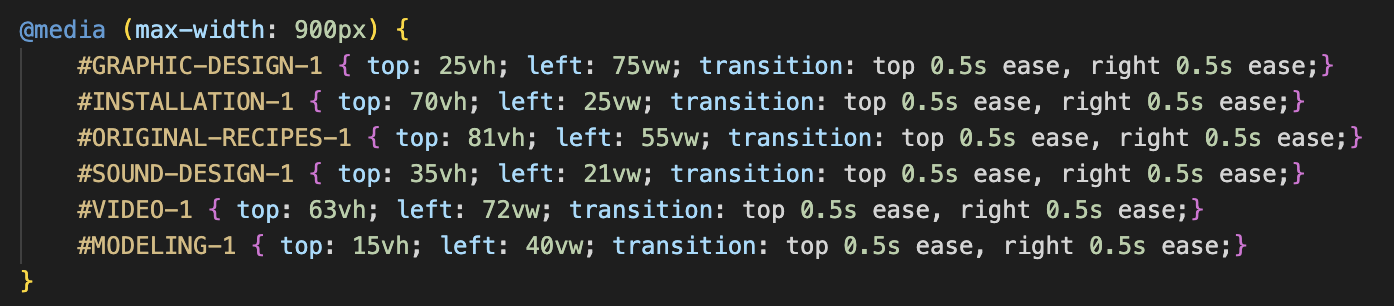 @media (max-width: 900px) {
#GRAPHIC-DESIGN-1 { top: 25vh; left: 75vw; transition: top 0.5s ease, right 0.5s ease;}
#INSTALLATION-1 { top: 70vh; left: 25vw; transition: top 0.5s ease, right 0.5s ease;}
#ORIGINAL-RECIPES-1 { top: 81vh; left: 55vw; transition: top 0.5s ease, right 0.5s ease;}
#SOUND-DESIGN-1 { top: 35vh; left: 21vw; transition: top 0.5s ease, right 0.5s ease;}
#VIDEO-1 { top: 63vh; left: 72vw; transition: top 0.5s ease, right 0.5s ease;}
#MODELING-1 { top: 15vh; left: 40vw; transition: top 0.5s ease, right 0.5s ease;}
}